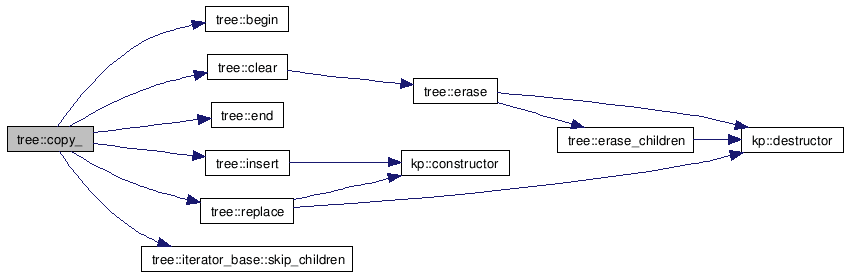 tree::begin
tree::clear
tree::erase
tree::end
tree::copy_
tree::erase_children
kp::destructor
tree::insert
kp::constructor
tree::replace
tree::iterator_base::skip_children